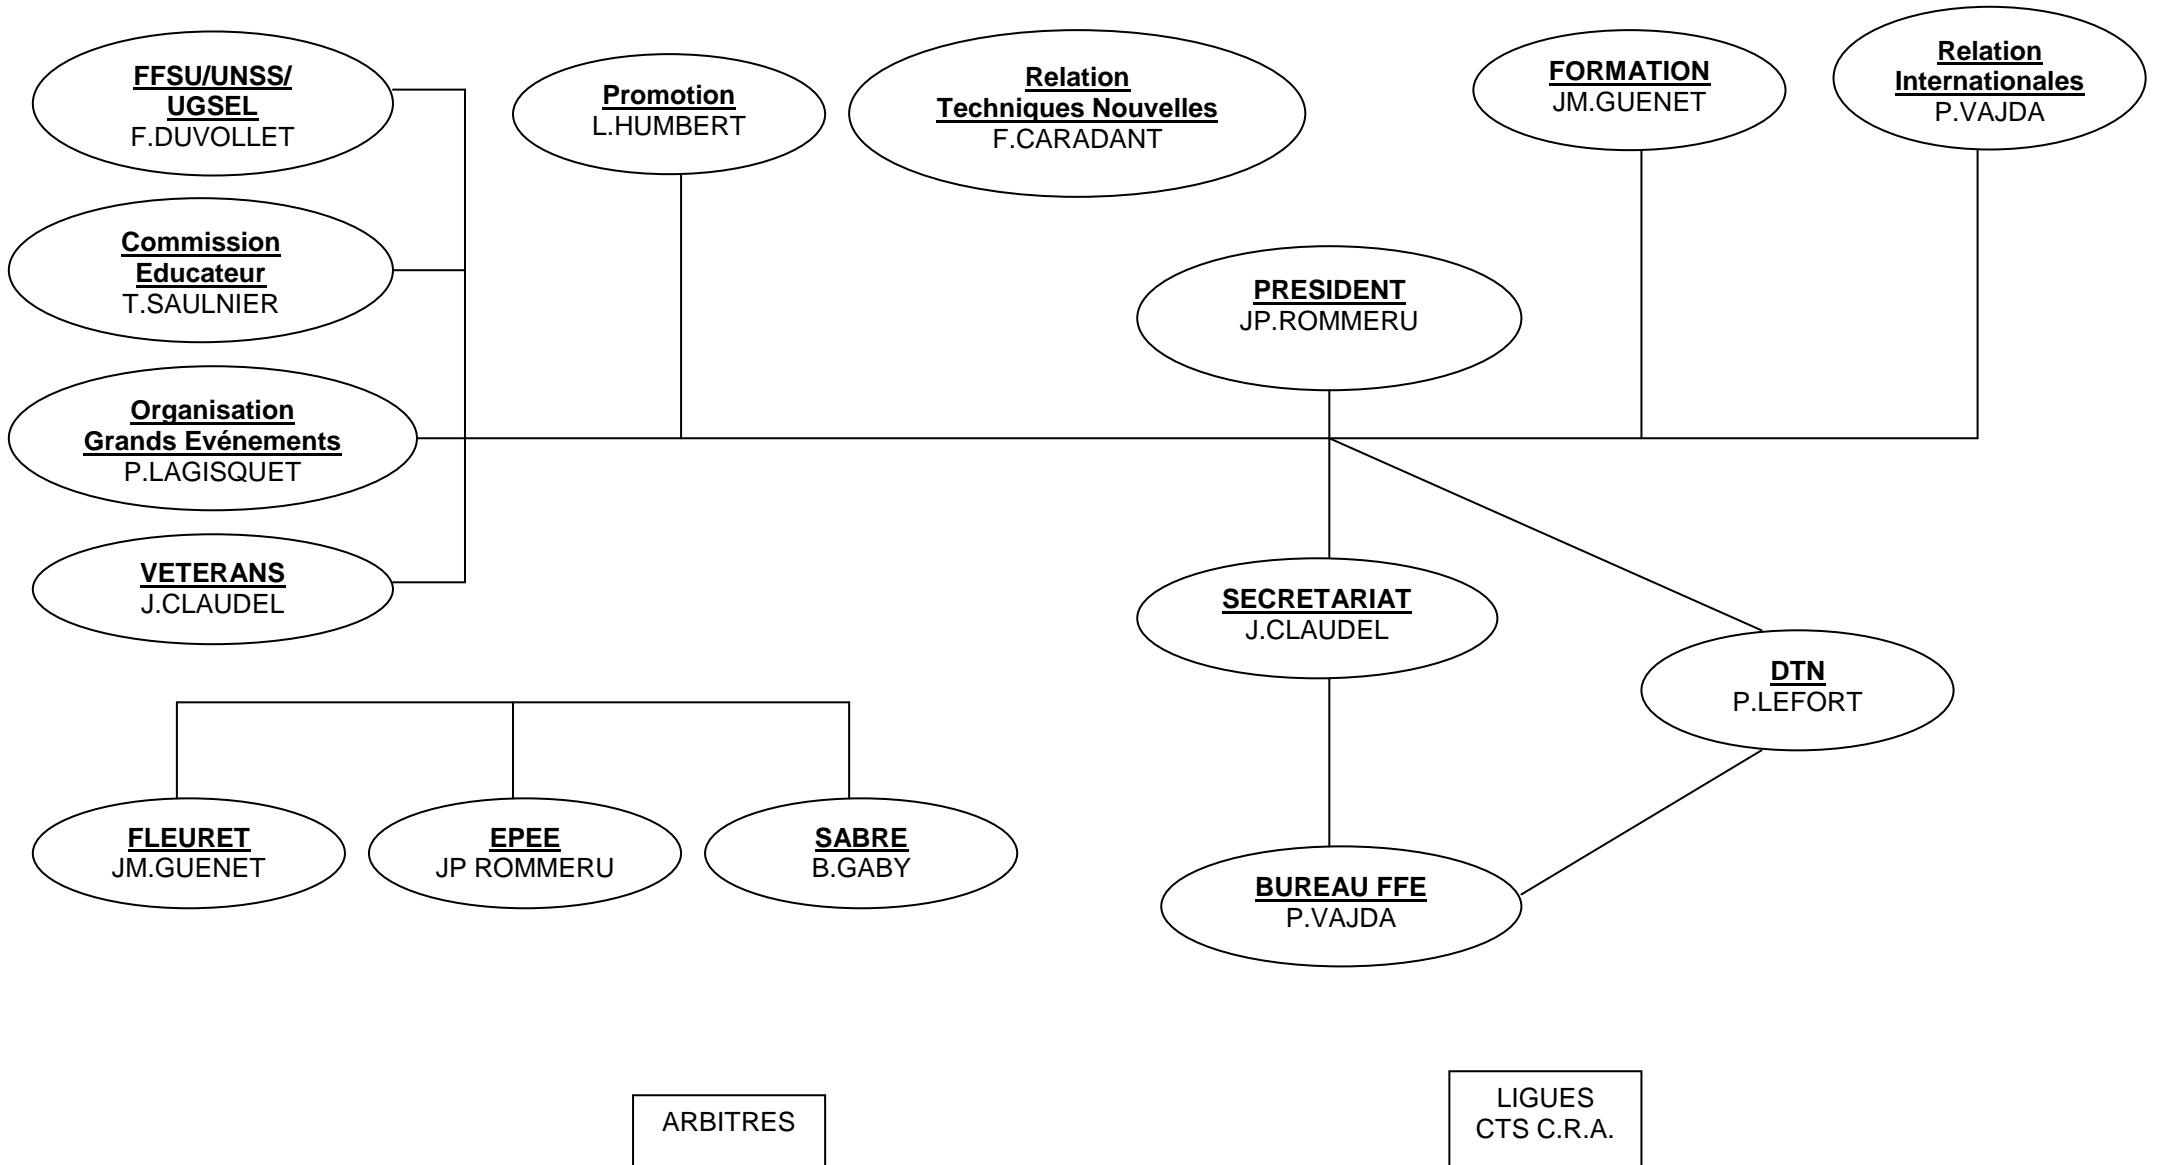 FFSU/UNSS/
UGSEL
F.DUVOLLET
Promotion
L.HUMBERT
Relation
Techniques Nouvelles
F.CARADANT
FORMATION
JM.GUENET
Relation
Internationales
P.VAJDA
Commission
Educateur
T.SAULNIER
PRESIDENT
JP.ROMMERU
Organisation
Grands Evénements
P.LAGISQUET
VETERANS
J.CLAUDEL
SECRETARIAT
J.CLAUDEL
DTN
P.LEFORT
FLEURET
JM.GUENET
EPEE
JP ROMMERU
SABRE
B.GABY
BUREAU FFE
P.VAJDA
ARBITRES
LIGUES
CTS C.R.A.